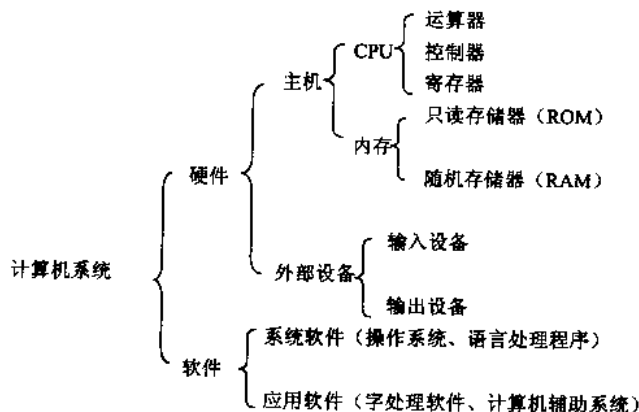 运算器
CPU
控制器
主机
寄存器
只读存储器（ROM）
内存
硬件
随机存储器（RAM）
输入设备
计算机系统
外部设备
输出设备
系统软件（操作系统、语言处理程序）
软件
应用软件（字处理软件、计算机辅助系统）